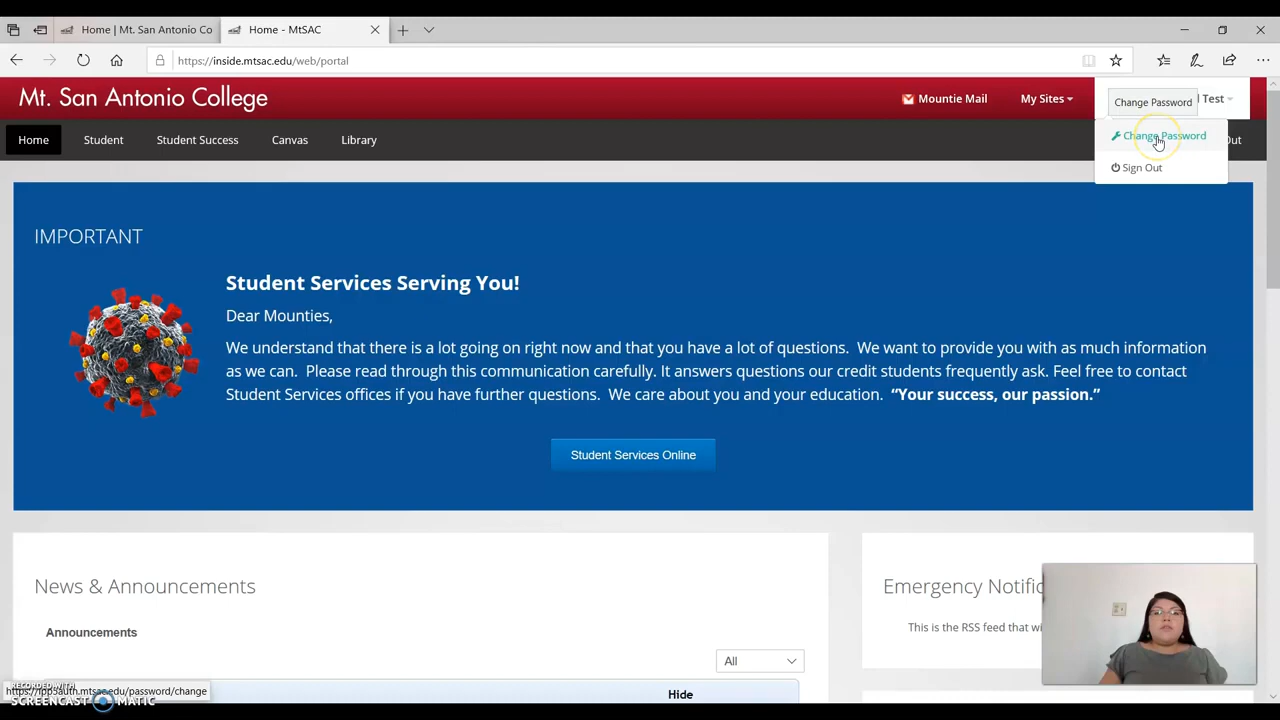 Home | Mt. San Antonio Co
Home - MtSAC
https://inside.mtsac.edu/web/portal
Mt. San Antonio College
Mountie Mail
My Sites
Change Password
Test
Home
Student
Student Success
Canvas
Library
Change Password
Out
Sign Out
IMPORTANT
Student Services Serving You!
Dear Mounties,
We understand that there is a lot going on right now and that you have a lot of questions. We want to provide you with as much information
as we can. Please read through this communication carefully. It answers questions our credit students frequently ask. Feel free to contact
Student Services offices if you have further questions. We care about you and your education. “Your success, our passion.”
Student Services Online
News & Announcements
Emergency Notific
Announcements
This is the RSS feed that wi
All
Hide
https://lpp5auth.mtsac.edu/password/change
RECORDED WITH
SCREENCAST MATIC